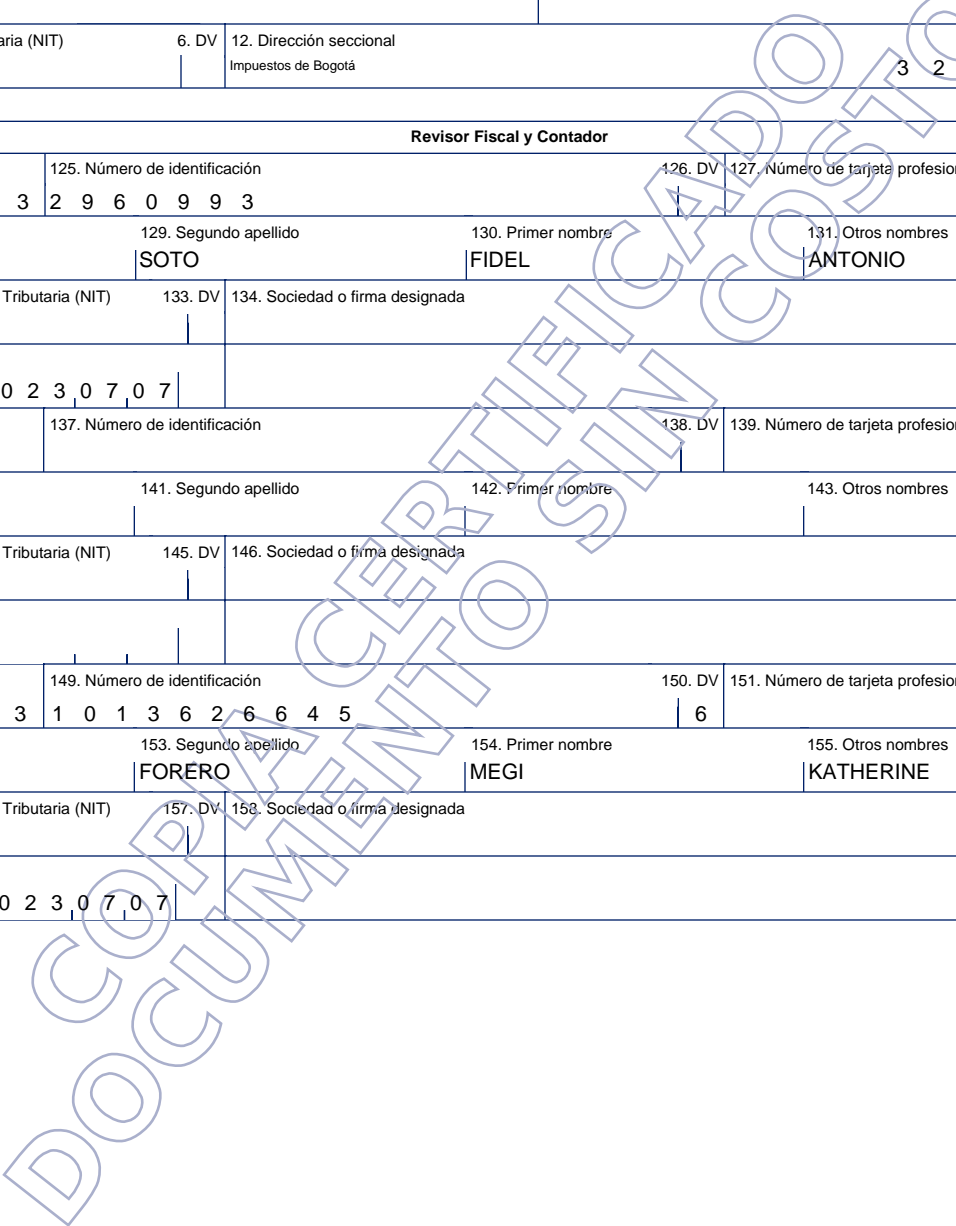 aria (NIT) 6. DV 12. Dirección seccional
Impuestos de Bogotá 3 2
Revisor Fiscal y Contador
125. Número de identificación 126. DV 127. Número de tarjeta profesion
3 2 9 6 0 9 9 3
129. Segundo apellido 130. Primer nombre 131. Otros nombres
SOTO FIDEL ANTONIO
Tributaria (NIT) 133. DV 134. Sociedad o firma designada
0 2 3 0 7 0 7
137. Número de identificación 138. DV 139. Número de tarjeta profesion
141. Segundo apellido 142. Primer nombre 143. Otros nombres
Tributaria (NIT) 145. DV 146. Sociedad o firma designada
149. Número de identificación 150. DV 151. Número de tarjeta profesion
3 1 0 1 3 6 2 6 6 4 5 6
153. Segundo apellido 154. Primer nombre 155. Otros nombres
FORERO MEGI KATHERINE
Tributaria (NIT) 157. DV 158. Sociedad o firma designada
0 2 3 0 7 0 7
COPIA CERTIFICADO
DOCUMENTO SIN COSTO